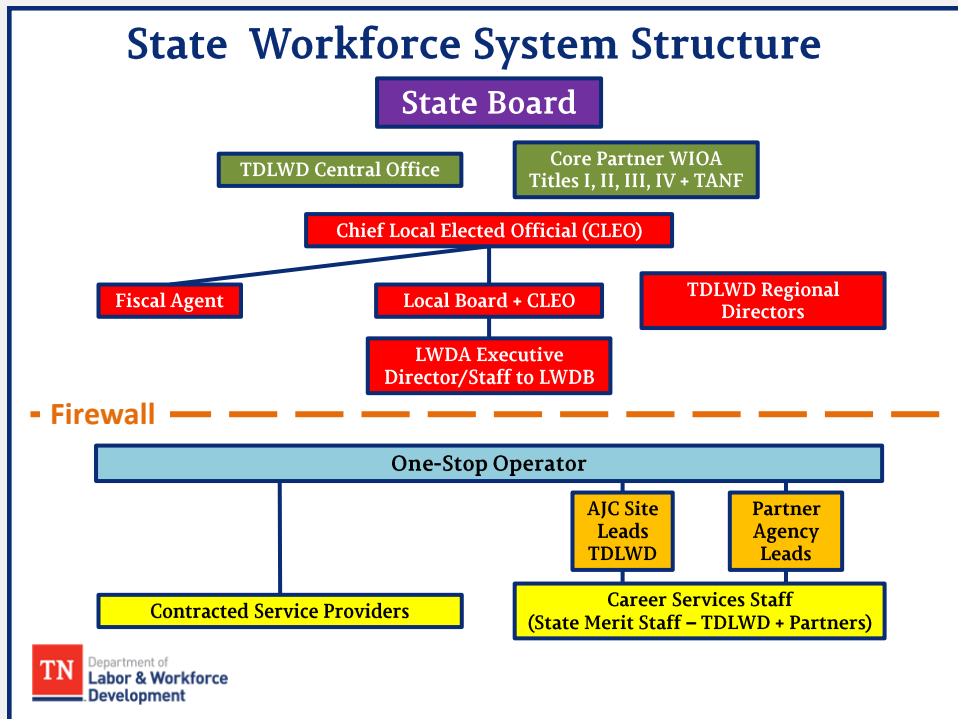 State Workforce System Structure
State Board
TDLWD Central Office
Core Partner WIOA
Titles I, II, III, IV + TANF
Chief Local Elected Official (CLEO)
Fiscal Agent
Local Board + CLEO
TDLWD Regional
Directors
LWDA Executive
Director/Staff to LWDB
Firewall
One-Stop Operator
AJC Site
Leads
TDLWD
Partner
Agency
Leads
Contracted Service Providers
Career Services Staff
(State Merit Staff – TDLWD + Partners)
TN
Department of
Labor & Workforce
Development